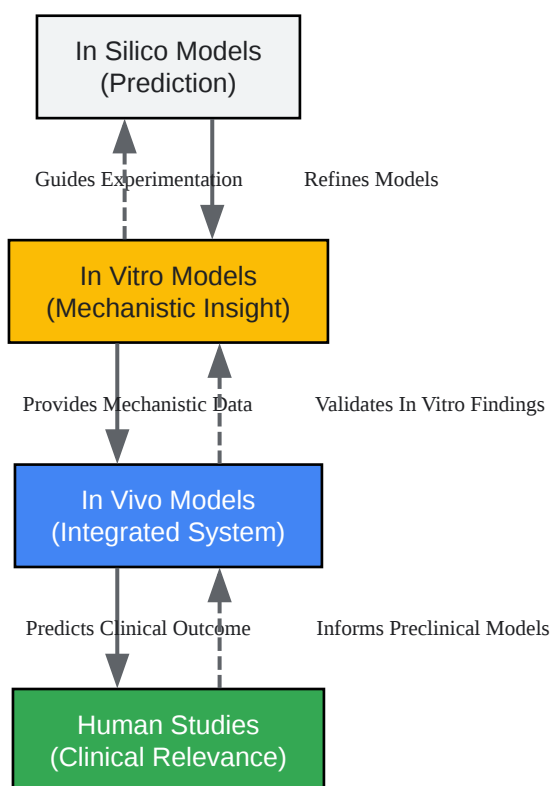 In Silico Models
(Prediction)
Guides Experimentation
Refines Models
In Vitro Models
(Mechanistic Insight)
Provides Mechanistic Data
Validates In Vitro Findings
In Vivo Models
(Integrated System)
Predicts Clinical Outcome
Informs Preclinical Models
Human Studies
(Clinical Relevance)